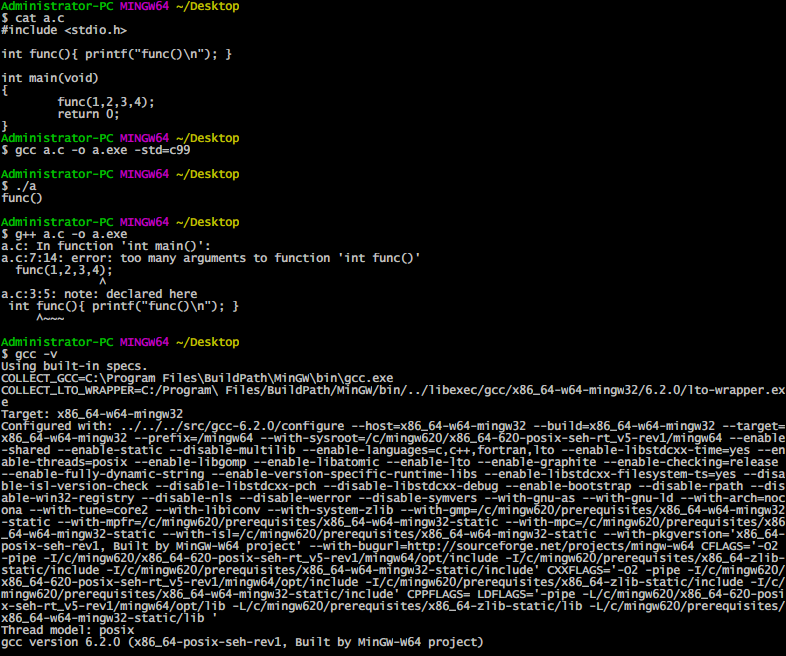 Administrator-PC MINGW64 ~/Desktop
$ cat a.c
#include <stdio.h>

int func(){ printf("func()\n"); }

int main(void)
{
        func(1,2,3,4);
        return 0;
}
Administrator-PC MINGW64 ~/Desktop
$ gcc a.c -o a.exe -std=c99

Administrator-PC MINGW64 ~/Desktop
$ ./a
func()

Administrator-PC MINGW64 ~/Desktop
$ g++ a.c -o a.exe
a.c: In function 'int main()':
a.c:7:14: error: too many arguments to function 'int func()'
  func(1,2,3,4);
              ^
a.c:3:5: note: declared here
 int func(){ printf("func()\n"); }
     ^~~~

Administrator-PC MINGW64 ~/Desktop
$ gcc -v
Using built-in specs.
COLLECT_GCC=C:\Program Files\BuildPath\MinGW\bin\gcc.exe
COLLECT_LTO_WRAPPER=C:/Program\ Files/BuildPath/MinGW/bin/../libexec/gcc/x86_64-w64-mingw32/6.2.0/lto-wrapper.ex
e
Target: x86_64-w64-mingw32
Configured with: ../../../src/gcc-6.2.0/configure --host=x86_64-w64-mingw32 --build=x86_64-w64-mingw32 --target=
x86_64-w64-mingw32 --prefix=/mingw64 --with-sysroot=/c/mingw620/x86_64-620-posix-seh-rt_v5-rev1/mingw64 --enable
-shared --enable-static --disable-multilib --enable-languages=c,c++,fortran,lto --enable-libstdcxx-time=yes --en
able-threads=posix --enable-libgomp --enable-libatomic --enable-lto --enable-graphite --enable-checking=release
--enable-fully-dynamic-string --enable-version-specific-runtime-libs --enable-libstdcxx-filesystem-ts=yes --disa
ble-isl-version-check --disable-libstdcxx-pch --disable-libstdcxx-debug --enable-bootstrap --disable-rpath --dis
able-win32-registry --disable-nls --disable-werror --disable-symvers --with-gnu-as --with-gnu-ld --with-arch=noc
ona --with-tune=core2 --with-libiconv --with-system-zlib --with-gmp=/c/mingw620/prerequisites/x86_64-w64-mingw32
-static --with-mpfr=/c/mingw620/prerequisites/x86_64-w64-mingw32-static --with-mpc=/c/mingw620/prerequisites/x86
_64-w64-mingw32-static --with-isl=/c/mingw620/prerequisites/x86_64-w64-mingw32-static --with-pkgversion='x86_64-
posix-seh-rev1, Built by MinGW-W64 project' --with-bugurl=http://sourceforge.net/projects/mingw-w64 CFLAGS='-O2
-pipe -I/c/mingw620/x86_64-620-posix-seh-rt_v5-rev1/mingw64/opt/include -I/c/mingw620/prerequisites/x86_64-zlib-
static/include -I/c/mingw620/prerequisites/x86_64-w64-mingw32-static/include' CXXFLAGS='-O2 -pipe -I/c/mingw620/
x86_64-620-posix-seh-rt_v5-rev1/mingw64/opt/include -I/c/mingw620/prerequisites/x86_64-zlib-static/include -I/c/
mingw620/prerequisites/x86_64-w64-mingw32-static/include' CPPFLAGS= LDFLAGS='-pipe -L/c/mingw620/x86_64-620-posi
x-seh-rt_v5-rev1/mingw64/opt/lib -L/c/mingw620/prerequisites/x86_64-zlib-static/lib -L/c/mingw620/prerequisites/
x86_64-w64-mingw32-static/lib '
Thread model: posix
gcc version 6.2.0 (x86_64-posix-seh-rev1, Built by MinGW-W64 project)